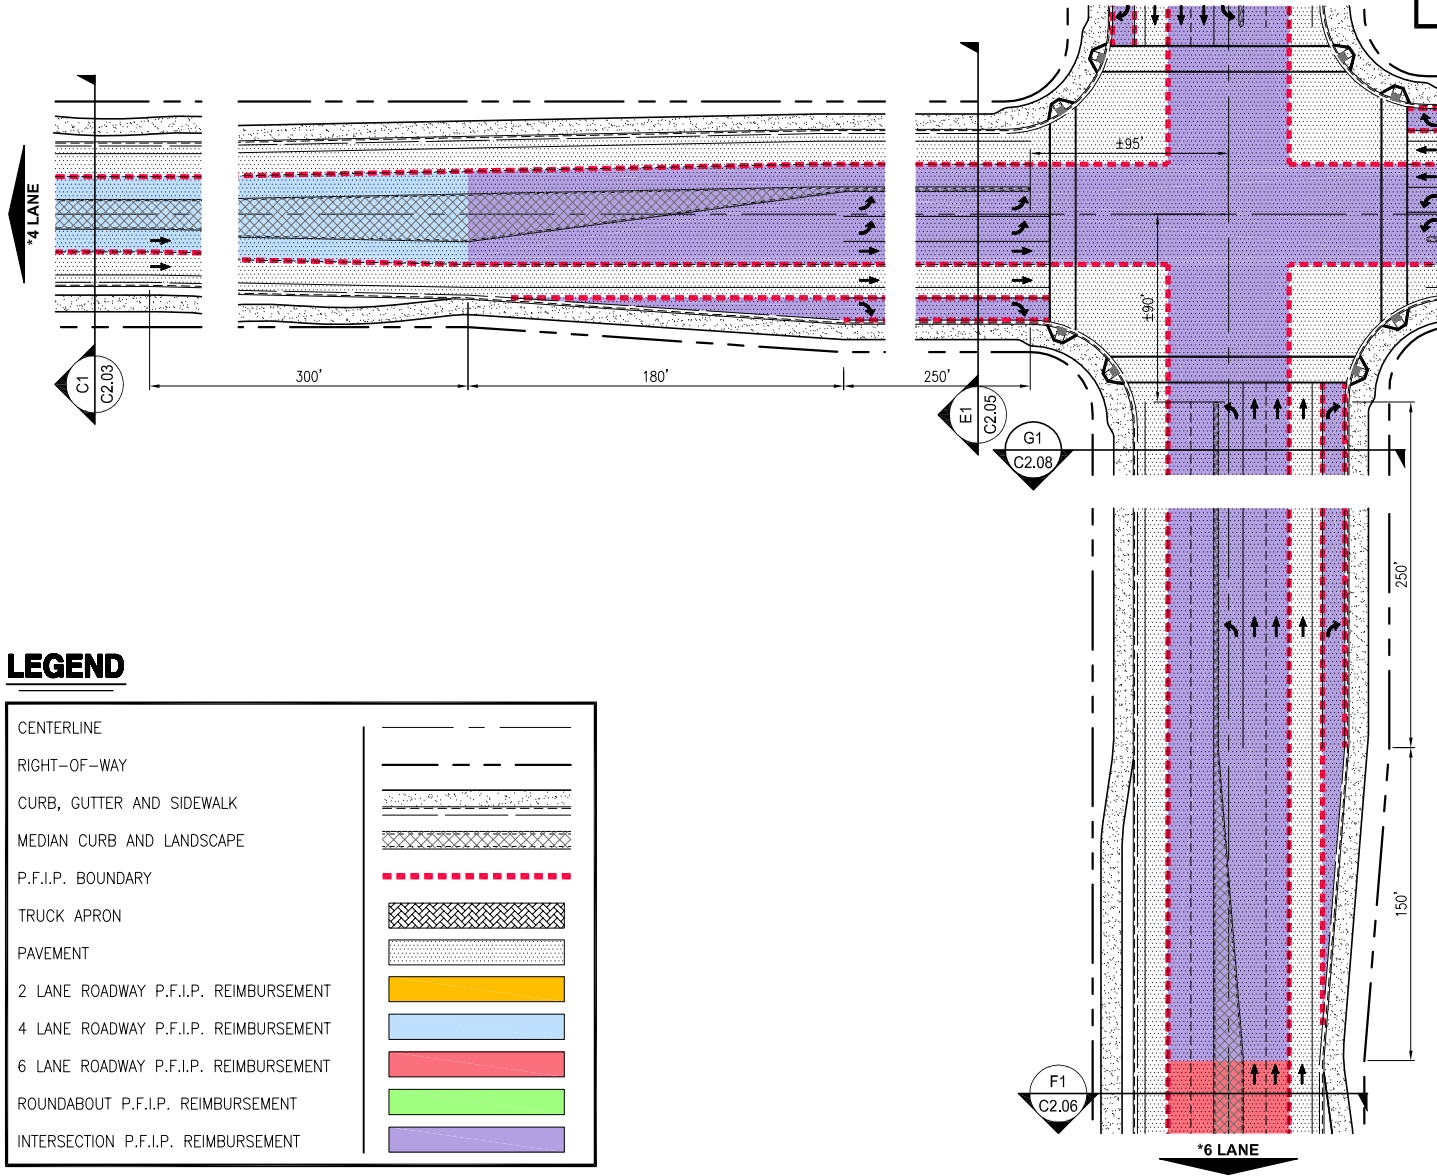 ±95'
*4 LANE
±90'
C1
C2.03
300'
180'
250'
E1
C2.05
G1
C2.08
250'
150'
F1
C2.06
*6 LANE
LEGEND
CENTERLINE
RIGHT-OF-WAY
CURB, GUTTER AND SIDEWALK
MEDIAN CURB AND LANDSCAPE
P.F.I.P. BOUNDARY
TRUCK APRON
PAVEMENT
2 LANE ROADWAY P.F.I.P. REIMBURSEMENT
4 LANE ROADWAY P.F.I.P. REIMBURSEMENT
6 LANE ROADWAY P.F.I.P. REIMBURSEMENT
ROUNDABOUT P.F.I.P. REIMBURSEMENT
INTERSECTION P.F.I.P. REIMBURSEMENT